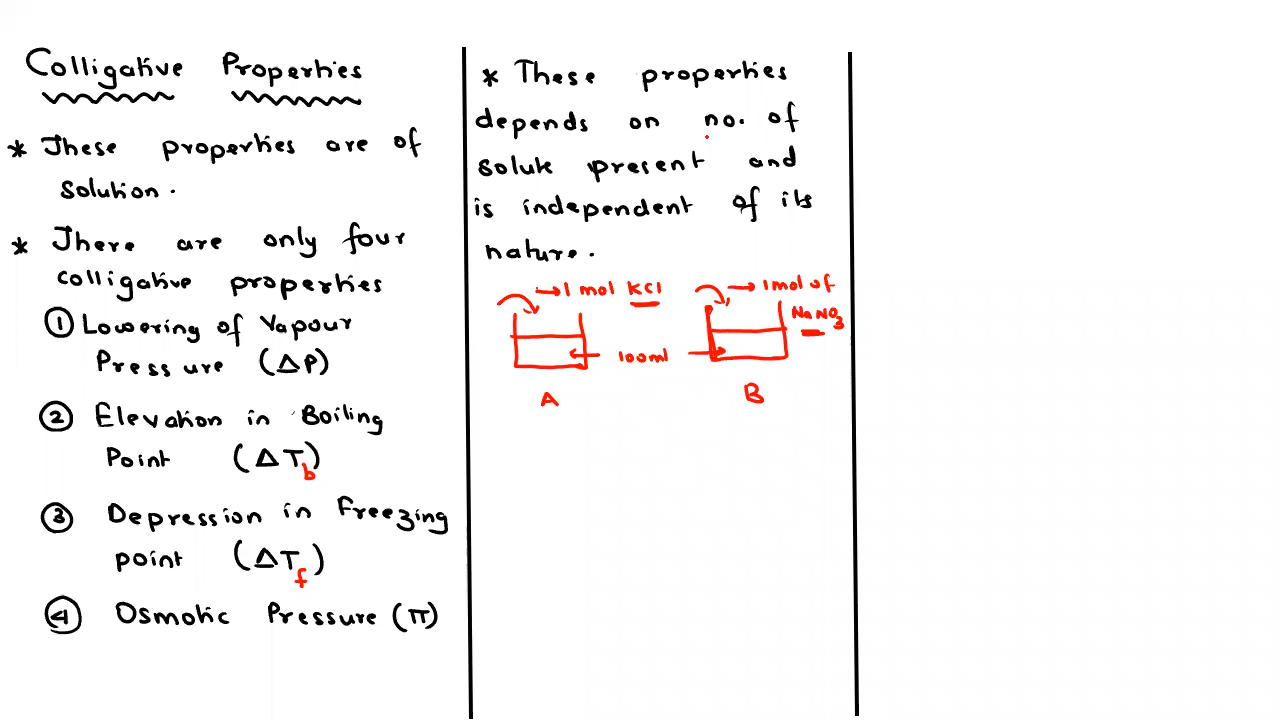 Colligative Properties
* These properties are of
solution.
* There are only four
colligative properties
① Lowering of Vapour
Pressure (ΔP)
② Elevation in Boiling
Point (ΔTb)
③ Depression in Freezing
point (ΔTf)
④ Osmotic Pressure (π)
* These properties
depends on no. of
solute present and
is independent of its
nature.
→1 mol KCl
→1mol of
NaNO3
100ml
A
B